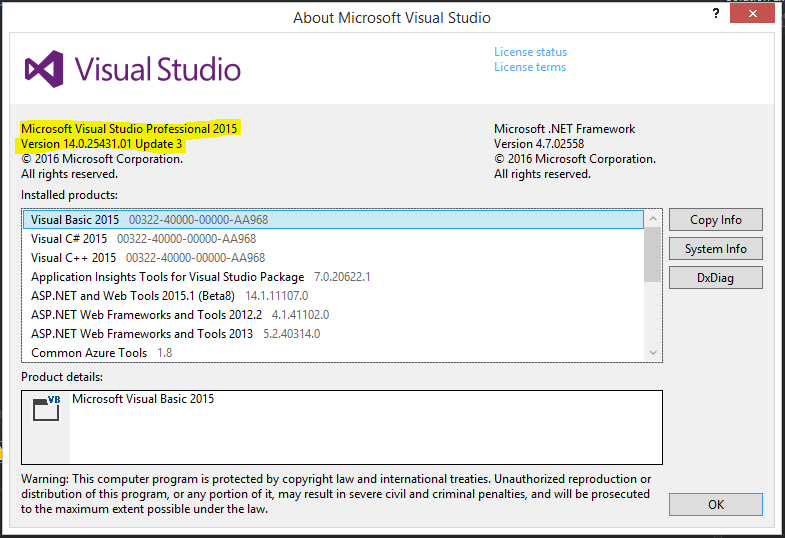 About Microsoft Visual Studio
?
Visual Studio
License status
License terms
Microsoft Visual Studio Professional 2015
Version 14.0.25431.01 Update 3
© 2016 Microsoft Corporation.
All rights reserved.
Microsoft .NET Framework
Version 4.7.02558
© 2016 Microsoft Corporation.
All rights reserved.
Installed products:
Visual Basic 2015 00322-40000-00000-AA968
Visual C# 2015 00322-40000-00000-AA968
Visual C++ 2015 00322-40000-00000-AA968
Application Insights Tools for Visual Studio Package 7.0.20622.1
ASP.NET and Web Tools 2015.1 (Beta8) 14.1.11107.0
ASP.NET Web Frameworks and Tools 2012.2 4.1.41102.0
ASP.NET Web Frameworks and Tools 2013 5.2.40314.0
Common Azure Tools 1.8
Copy Info
System Info
DxDiag
Product details:
VB
Microsoft Visual Basic 2015
Warning: This computer program is protected by copyright law and international treaties. Unauthorized reproduction or
distribution of this program, or any portion of it, may result in severe civil and criminal penalties, and will be prosecuted
to the maximum extent possible under the law.
OK